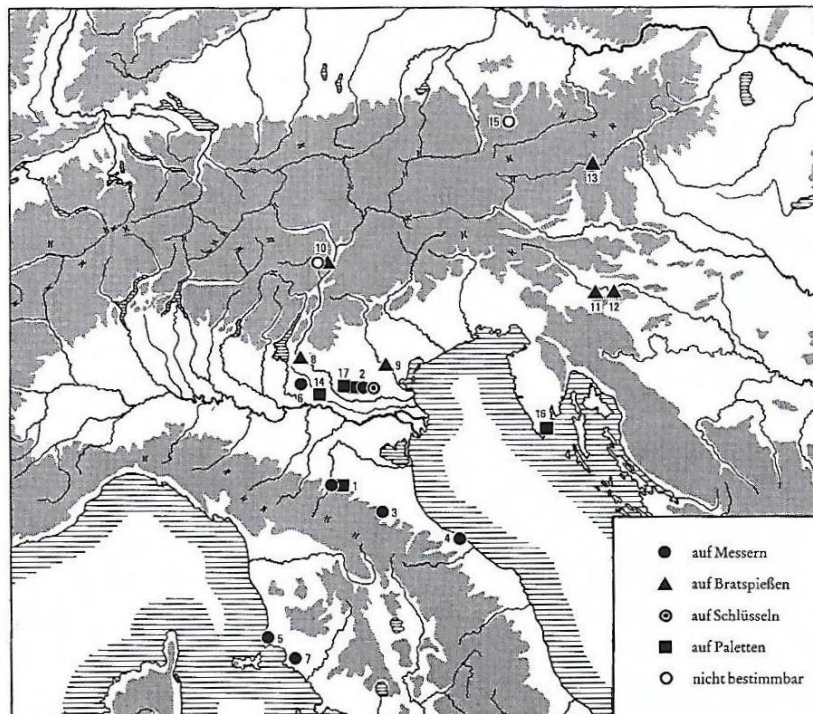 15
13
10
11 12
8
9
17 2
6 14
16
1
3
4
5
7
auf Messern
auf Bratspießen
auf Schlüsseln
auf Paletten
nicht bestimmbar